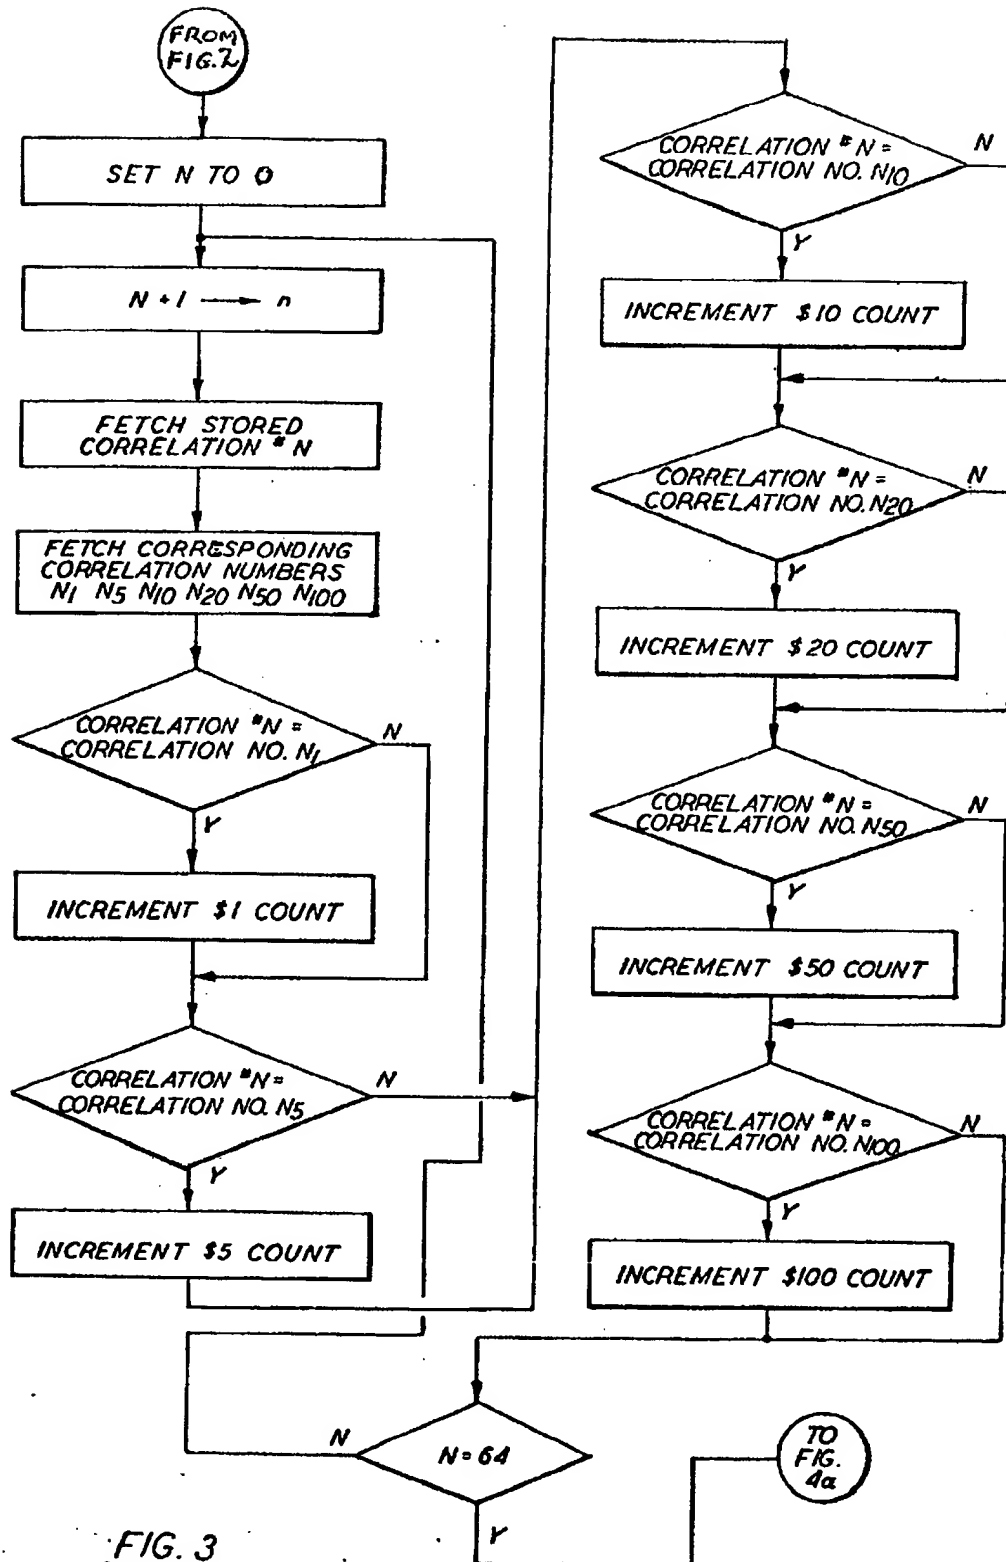 FROM
FIG. 2
SET N TO 0
N + 1 → n
FETCH STORED
CORRELATION # N
FETCH CORRESPONDING
CORRELATION NUMBERS
N1 N5 N10 N20 N50 N100
CORRELATION #N =
CORRELATION NO. N1
N
Y
INCREMENT $1 COUNT
CORRELATION #N =
CORRELATION NO. N5
N
Y
INCREMENT $5 COUNT
CORRELATION #N =
CORRELATION NO. N10
N
Y
INCREMENT $10 COUNT
CORRELATION #N =
CORRELATION NO. N20
N
Y
INCREMENT $20 COUNT
CORRELATION #N =
CORRELATION NO. N50
N
Y
INCREMENT $50 COUNT
CORRELATION #N =
CORRELATION NO. N100
N
Y
INCREMENT $100 COUNT
N = 64
N
Y
TO
FIG.
4a
FIG. 3